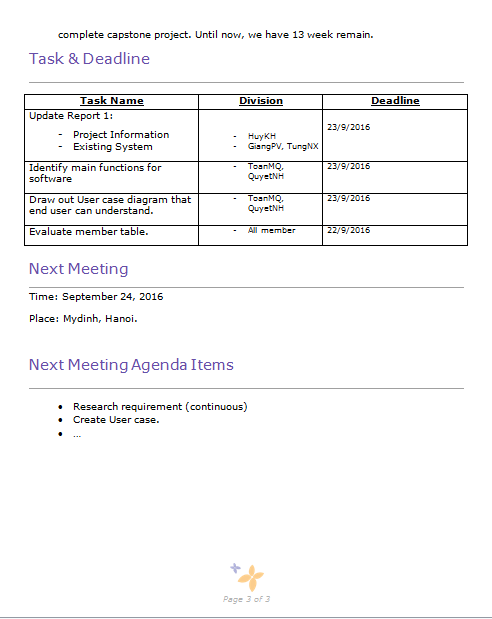 complete capstone project. Until now, we have 13 week remain.
Task & Deadline
Task Name Division Deadline
Update Report 1:
- Project Information
- Existing System
- HuyKH
- GiangPV, TungNX
23/9/2016
Identify main functions for
software
- ToanMQ,
QuyetNH
23/9/2016
Draw out User case diagram that
end user can understand.
- ToanMQ,
QuyetNH
23/9/2016
Evaluate member table.
- All member
22/9/2016
Next Meeting
Time: September 24, 2016
Place: Mydinh, Hanoi.
Next Meeting Agenda Items
• Research requirement (continuous)
• Create User case.
• ...
Page 3 of 3